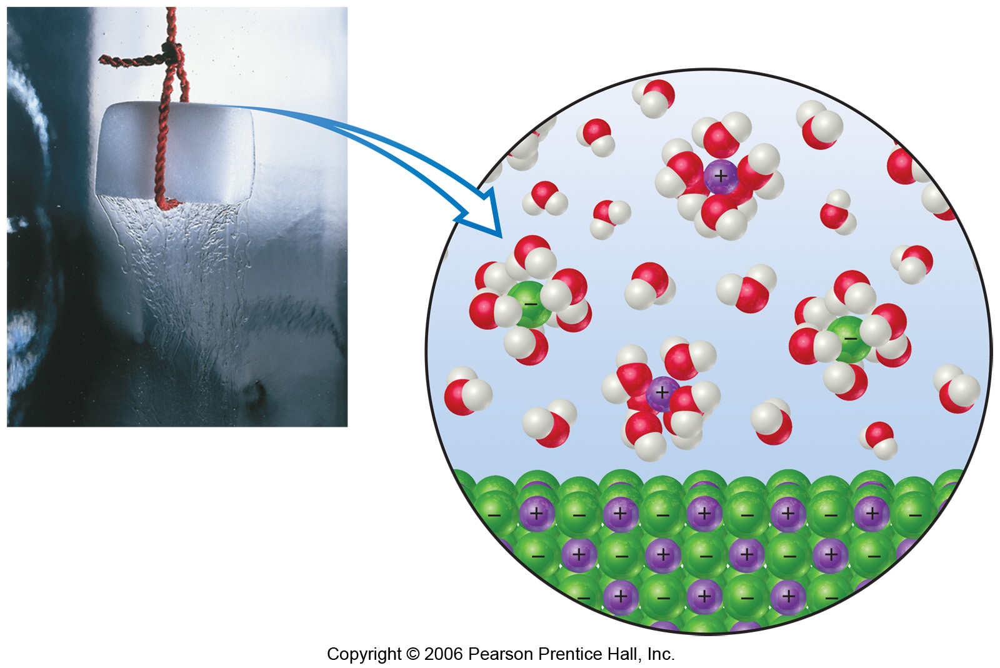 +
−
−
+
− + − + − + − + − + −
− + − + − + − + −
− + − + − + −
Copyright © 2006 Pearson Prentice Hall, Inc.